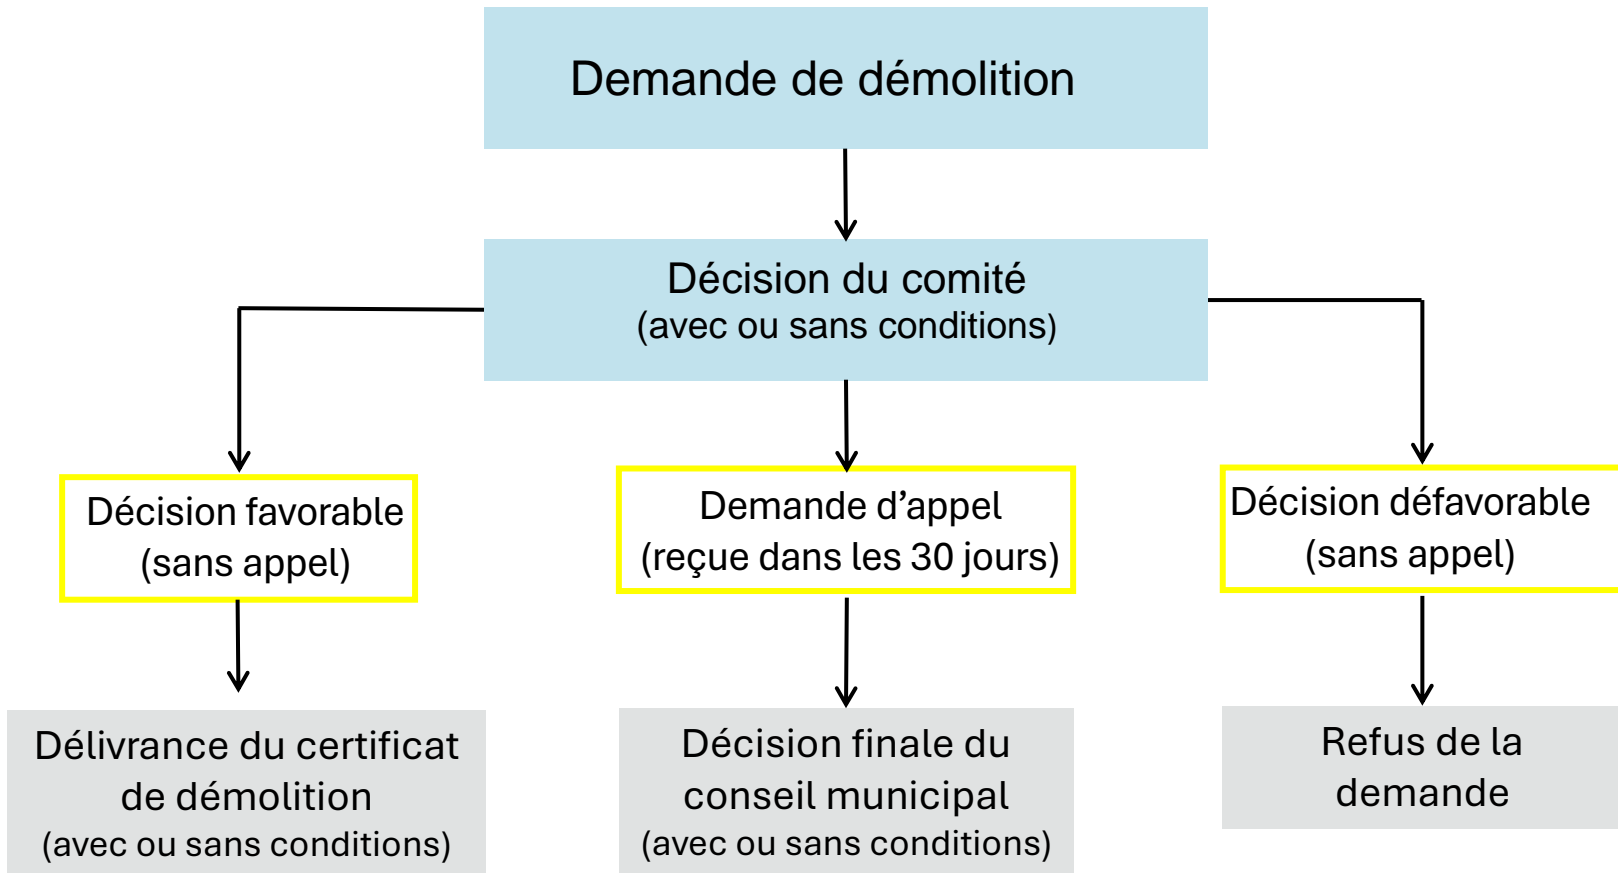 Demande de démolition
Décision du comité
(avec ou sans conditions)
Décision favorable
(sans appel)
Demande d’appel
(reçue dans les 30 jours)
Décision défavorable
(sans appel)
Délivrance du certificat
de démolition
(avec ou sans conditions)
Décision finale du
conseil municipal
(avec ou sans conditions)
Refus de la
demande